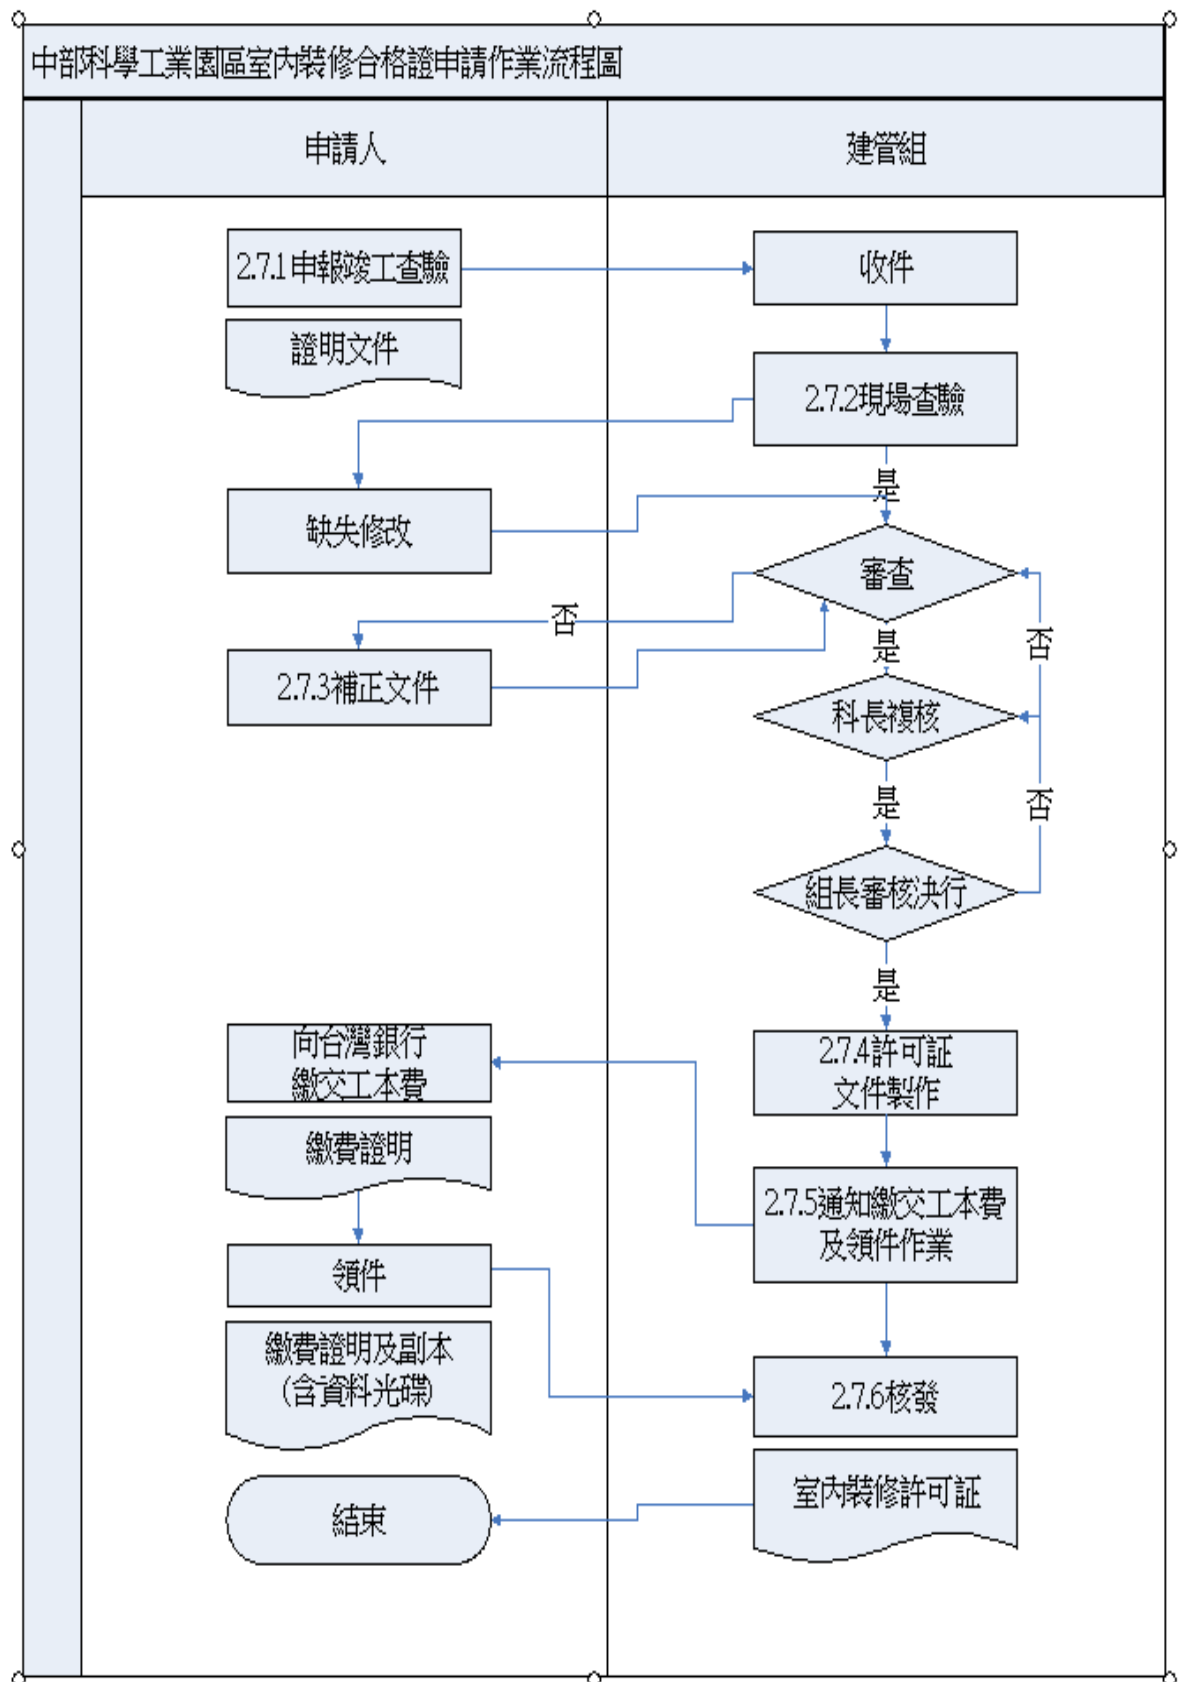 中部科學工業園區室內裝修合格證申請作業流程圖
申請人
建管組
2.7.1申報竣工查驗
收件
證明文件
2.7.2現場查驗
是
缺失修改
審查
否
是
否
2.7.3補正文件
科長複核
是
否
組長審核決行
是
向台灣銀行
繳交工本費
2.7.4許可証
文件製作
繳費證明
2.7.5通知繳交工本費
及領件作業
領件
繳費證明及副本
(含資料光碟)
2.7.6核發
室內裝修許可証
結束